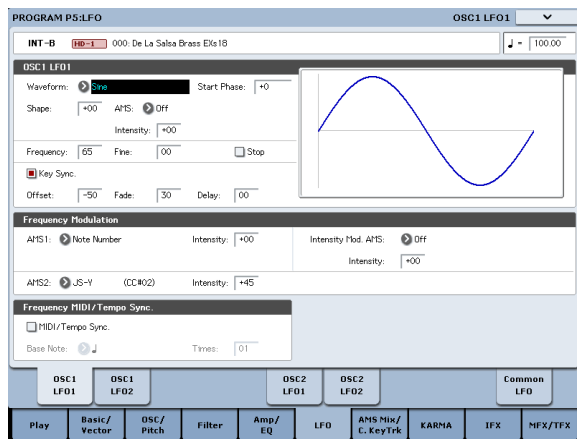 PROGRAM P5:LFO OSC1 LFO1
INT-B HD-1 000: De La Salsa Brass EXs18 ♩ = 100.00
OSC1 LFO1
Waveform: Sine Start Phase: +0
Shape: +00 AMS: Off
Intensity: +00
Frequency: 65 Fine: 00 Stop
Key Sync.
Offset: -50 Fade: 30 Delay: 00
Frequency Modulation
AMS1: Note Number Intensity: +00 Intensity Mod. AMS: Off
Intensity: +00
AMS2: JS-Y (CC#02) Intensity: +45
Frequency MIDI/Tempo Sync.
MIDI/Tempo Sync.
Base Note: ♩ Times: 01
OSC1 LFO1 OSC1 LFO2 OSC2 LFO1 OSC2 LFO2 Common LFO
Play Basic/Vector OSC/Pitch Filter Amp/EQ LFO AMS Mix/C.KeyTrk KARMA IFX MFX/TFX